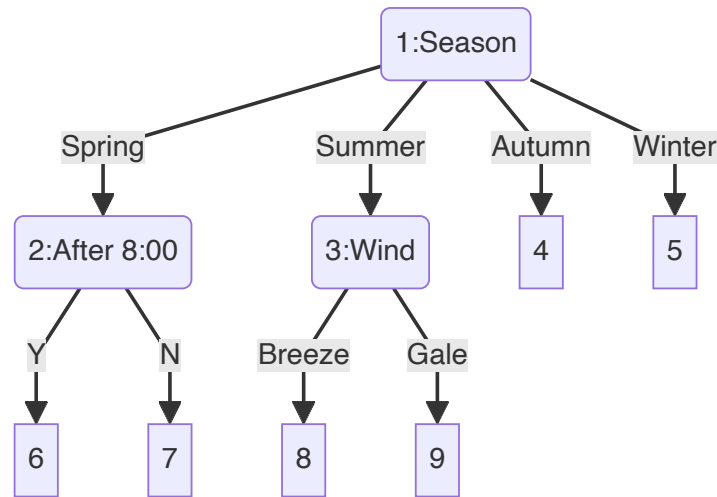 1:Season
Spring
Summer
Autumn
Winter
2:After 8:00
3:Wind
4
5
Y
N
Breeze
Gale
6
7
8
9